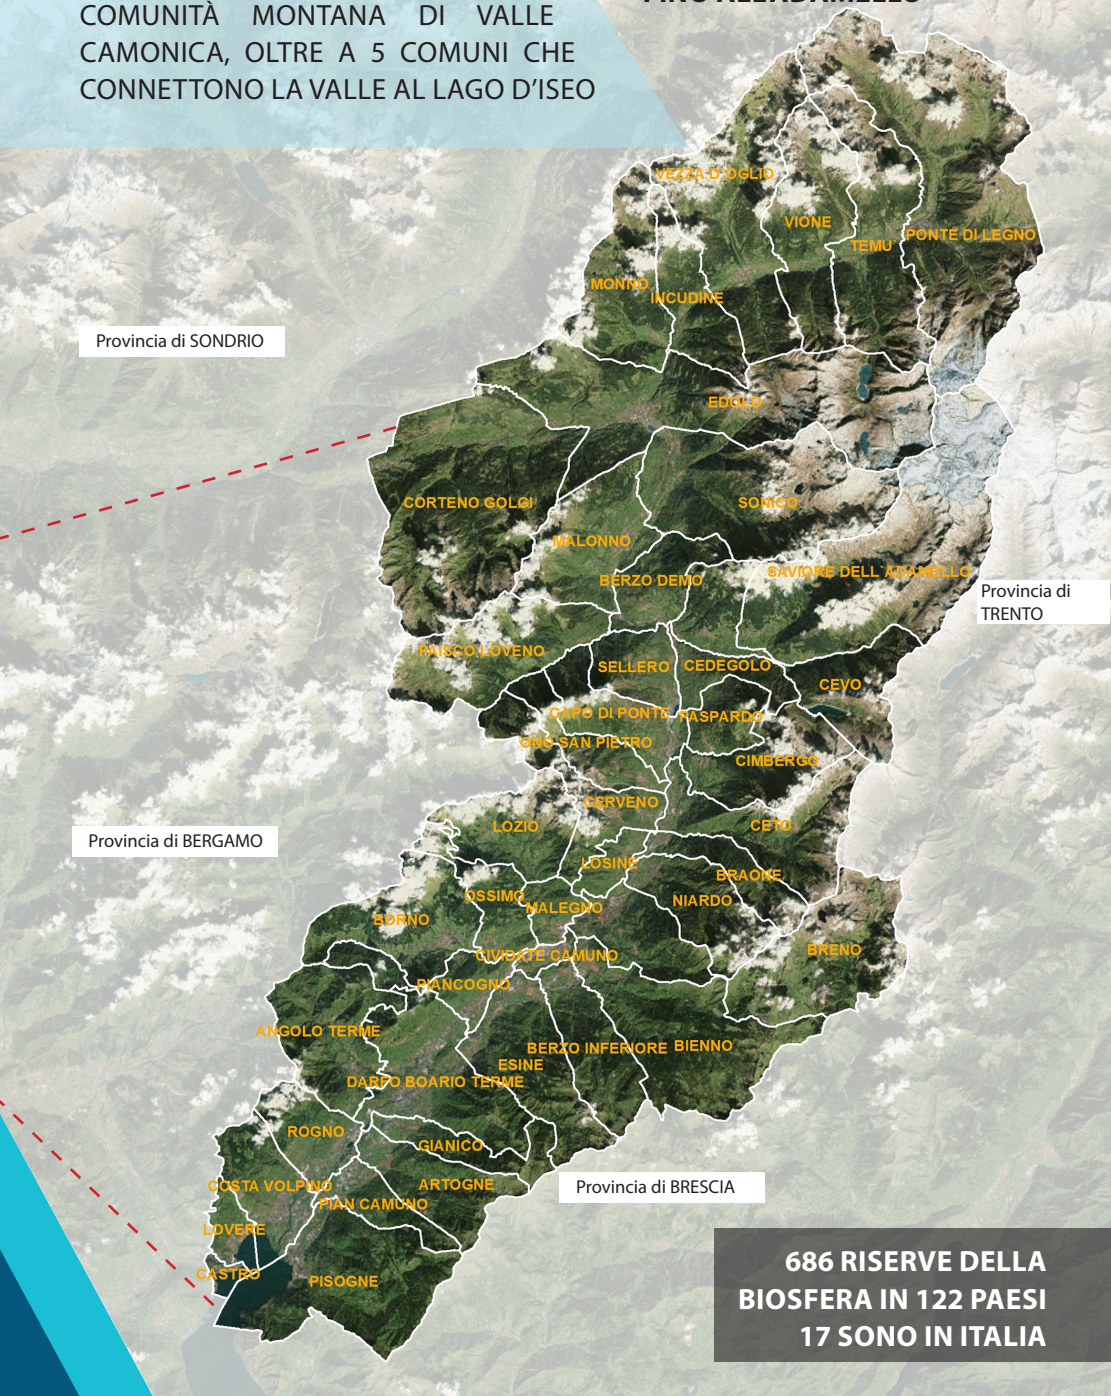 COMUNITÀ MONTANA DI VALLE
CAMONICA, OLTRE A 5 COMUNI CHE
CONNETTONO LA VALLE AL LAGO D'ISEO
FINO ALL'ADAMELLO
VEZZA D`OGLIO
VIONE
TEMU`
PONTE DI LEGNO
MONNO
INCUDINE
Provincia di SONDRIO
EDOLO
CORTENO GOLGI
SONICO
MALONNO
BERZO DEMO
SAVIORE DELL`ADAMELLO
Provincia di
TRENTO
PAISCO LOVENO
SELLERO
CEDEGOLO
CEVO
CAPO DI PONTE
PASPARDO
ONO SAN PIETRO
CIMBERGO
CERVENO
LOZIO
CETO
Provincia di BERGAMO
LOSINE
BRAONE
OSSIMO
MALEGNO
NIARDO
BORNO
BRENO
CIVIDATE CAMUNO
PIANCOGNO
ANGOLO TERME
BERZO INFERIORE
BIENNO
ESINE
DARFO BOARIO TERME
ROGNO
GIANICO
COSTA VOLPINO
ARTOGNE
Provincia di BRESCIA
PIAN CAMUNO
LOVERE
CASTRO
PISOGNE
686 RISERVE DELLA
BIOSFERA IN 122 PAESI
17 SONO IN ITALIA